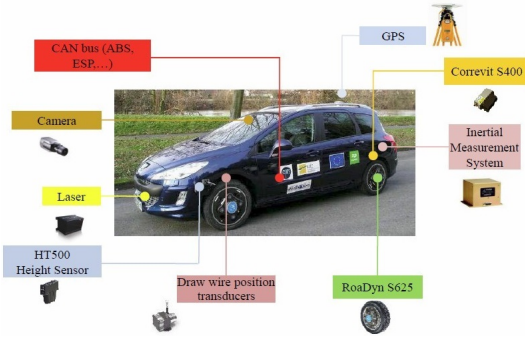 GPS
CAN bus (ABS,
ESP,…)
Correvit S400
Camera
Inertial
Measurement
System
Laser
HT500
Height Sensor
Draw wire position
transducers
RoaDyn S625